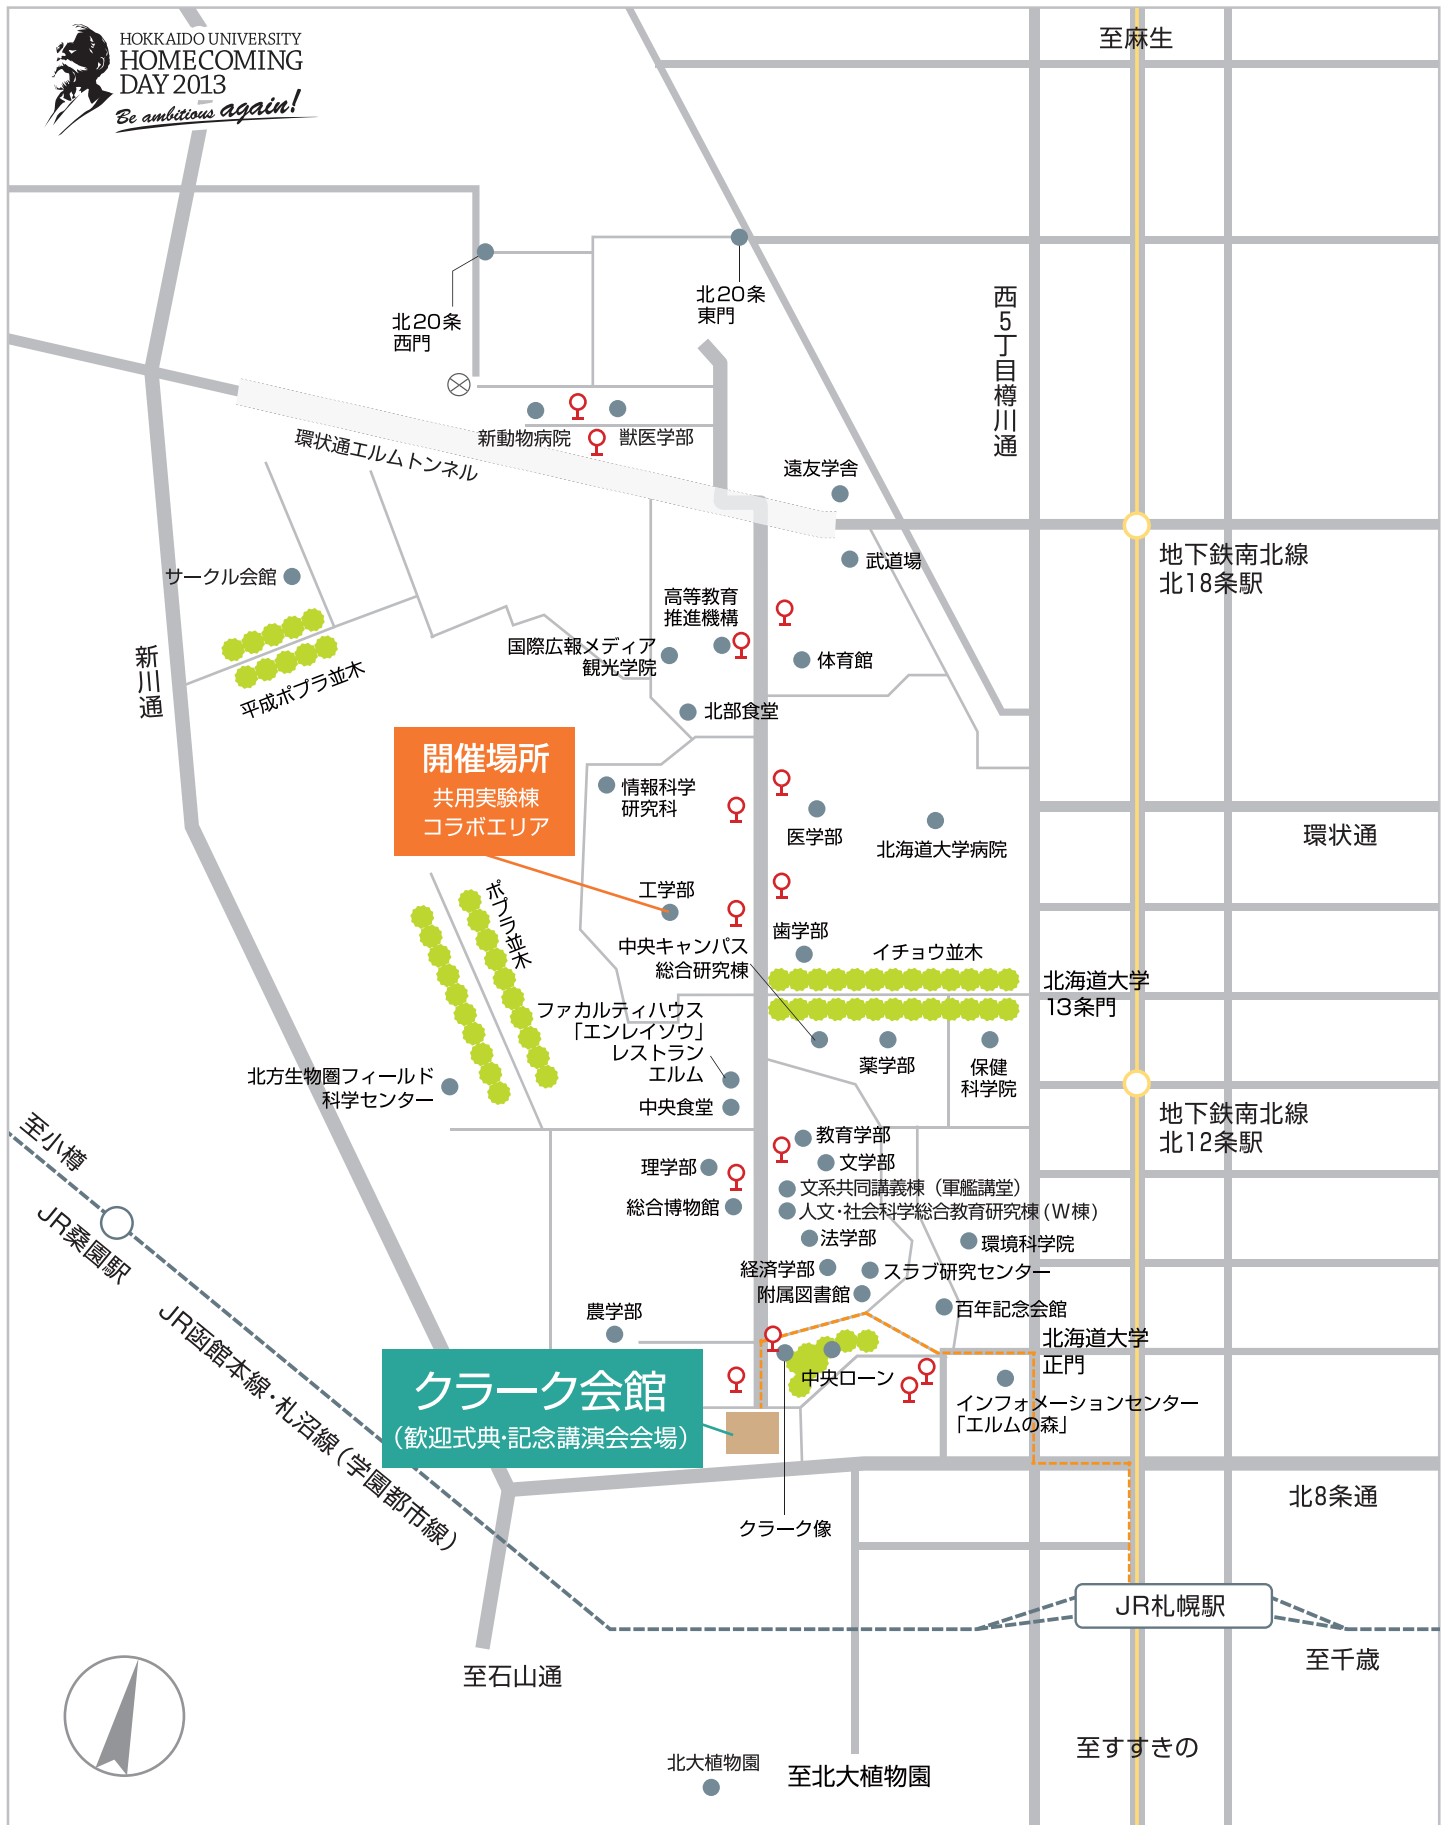 HOKKAIDO UNIVERSITY
HOMECOMING
DAY 2013
Be ambitious again!
至麻生
北20条
東門
北20条
西門
西5丁目樽川通
新動物病院
獣医学部
環状通エルムトンネル
遠友学舎
武道場
地下鉄南北線
北18条駅
サークル会館
高等教育
推進機構
国際広報メディア
観光学院
体育館
新川通
平成ポプラ並木
北部食堂
開催場所
共用実験棟
コラボエリア
情報科学
研究科
医学部
北海道大学病院
環状通
工学部
ポプラ並木
歯学部
中央キャンパス
総合研究棟
イチョウ並木
北海道大学
13条門
ファカルティハウス
「エンレイソウ」
レストラン
エルム
薬学部
保健
科学院
北方生物圏フィールド
科学センター
中央食堂
地下鉄南北線
北12条駅
至小樽
教育学部
文学部
理学部
文系共同講義棟（軍艦講堂）
総合博物館
人文・社会科学総合教育研究棟(W棟)
JR桑園駅
法学部
環境科学院
経済学部
スラブ研究センター
附属図書館
百年記念会館
農学部
北海道大学
正門
JR函館本線・札沼線(学園都市線)
クラーク会館
（歓迎式典・記念講演会会場）
中央ローン
インフォメーションセンター
「エルムの森」
北8条通
クラーク像
JR札幌駅
至石山通
至千歳
至すすきの
北大植物園
至北大植物園